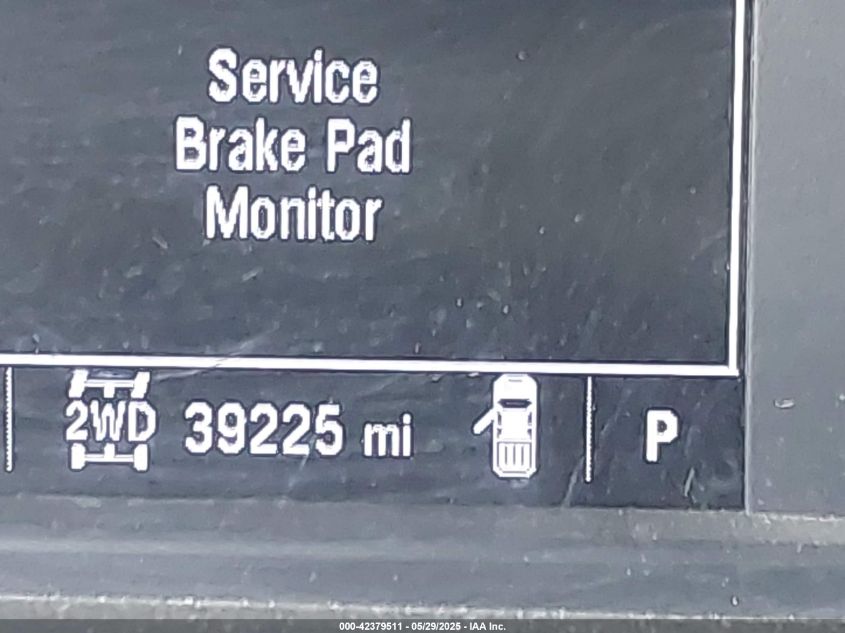 Service
Brake Pad
Monitor
2WD 39225 mi P
000-42379511 - 05/29/2025 - IAA Inc.